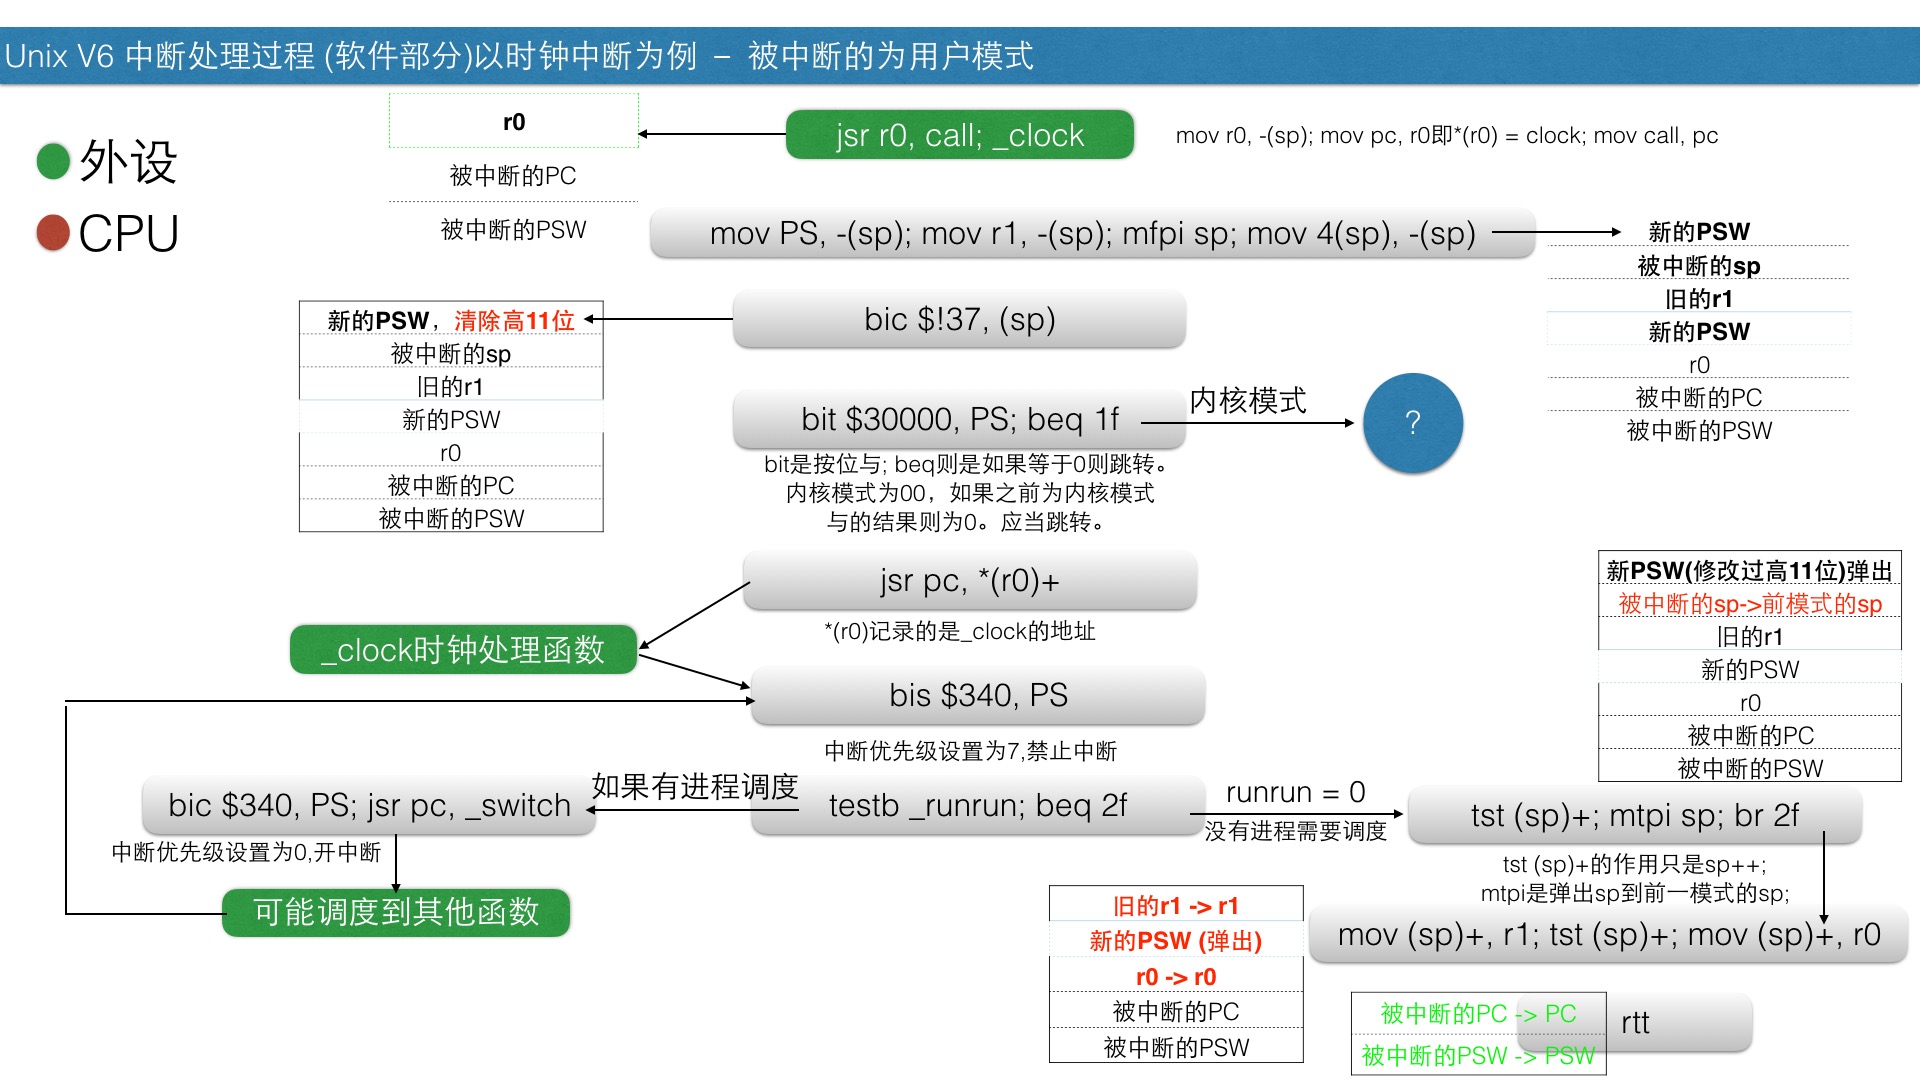 Unix V6 中断处理过程 (软件部分)以时钟中断为例 – 被中断的为用户模式
外设
CPU
r0
被中断的PC
被中断的PSW
jsr r0, call; _clock
mov r0, -(sp); mov pc, r0即*(r0) = clock; mov call, pc
mov PS, -(sp); mov r1, -(sp); mfpi sp; mov 4(sp), -(sp)
新的PSW
被中断的sp
旧的r1
新的PSW
r0
被中断的PC
被中断的PSW
bic $!37, (sp)
新的PSW，清除高11位
被中断的sp
旧的r1
新的PSW
r0
被中断的PC
被中断的PSW
bit $30000, PS; beq 1f
内核模式
?
bit是按位与; beq则是如果等于0则跳转。
内核模式为00，如果之前为内核模式
与的结果则为0。应当跳转。
jsr pc, *(r0)+
*(r0)记录的是_clock的地址
_clock时钟处理函数
bis $340, PS
中断优先级设置为7,禁止中断
新PSW(修改过高11位)弹出
被中断的sp->前模式的sp
旧的r1
新的PSW
r0
被中断的PC
被中断的PSW
bic $340, PS; jsr pc, _switch
如果有进程调度
testb _runrun; beq 2f
runrun = 0
没有进程需要调度
tst (sp)+; mtpi sp; br 2f
中断优先级设置为0,开中断
tst (sp)+的作用只是sp++;
mtpi是弹出sp到前一模式的sp;
可能调度到其他函数
旧的r1 -> r1
新的PSW (弹出)
r0 -> r0
被中断的PC
被中断的PSW
mov (sp)+, r1; tst (sp)+; mov (sp)+, r0
被中断的PC -> PC
被中断的PSW -> PSW
rtt